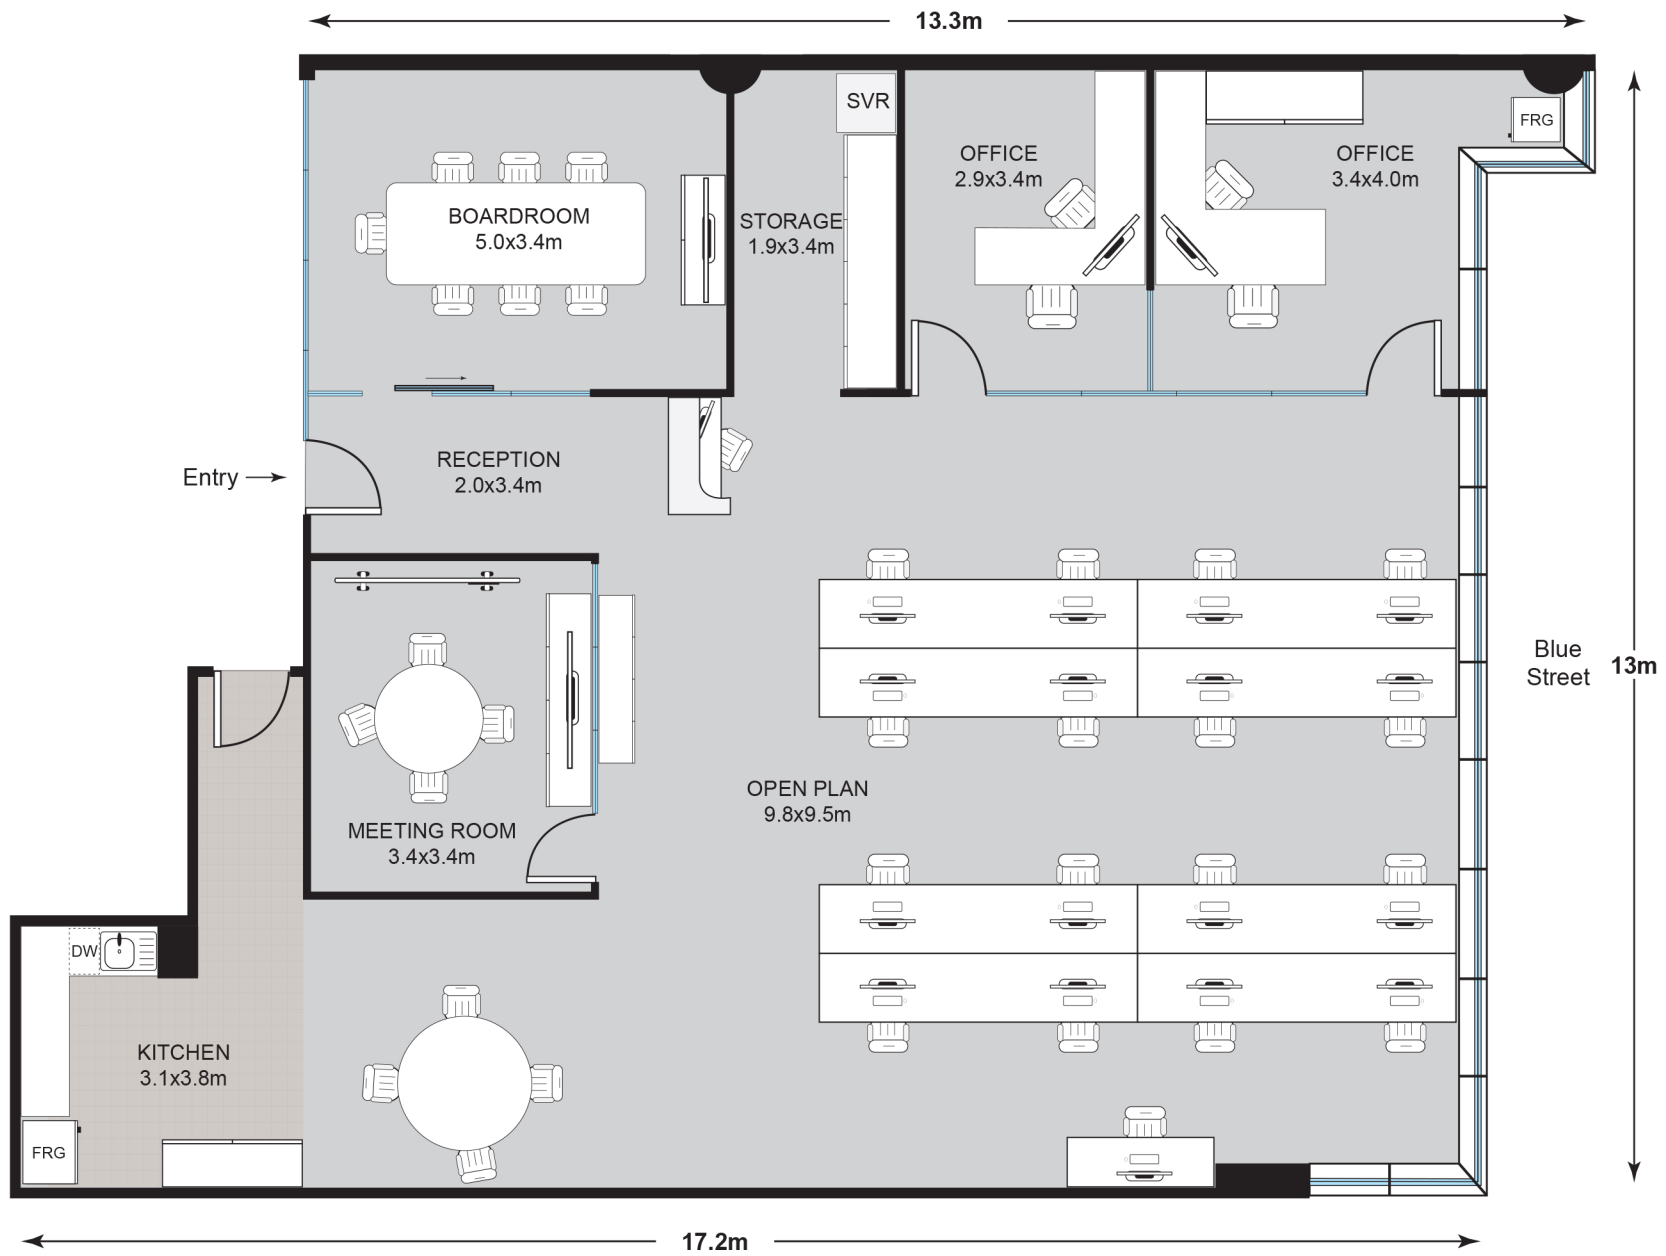 13.3m
SVR
FRG
OFFICE
2.9x3.4m
OFFICE
3.4x4.0m
BOARDROOM
5.0x3.4m
STORAGE
1.9x3.4m
Entry
RECEPTION
2.0x3.4m
Blue
Street
13m
OPEN PLAN
9.8x9.5m
MEETING ROOM
3.4x3.4m
DW
KITCHEN
3.1x3.8m
FRG
17.2m